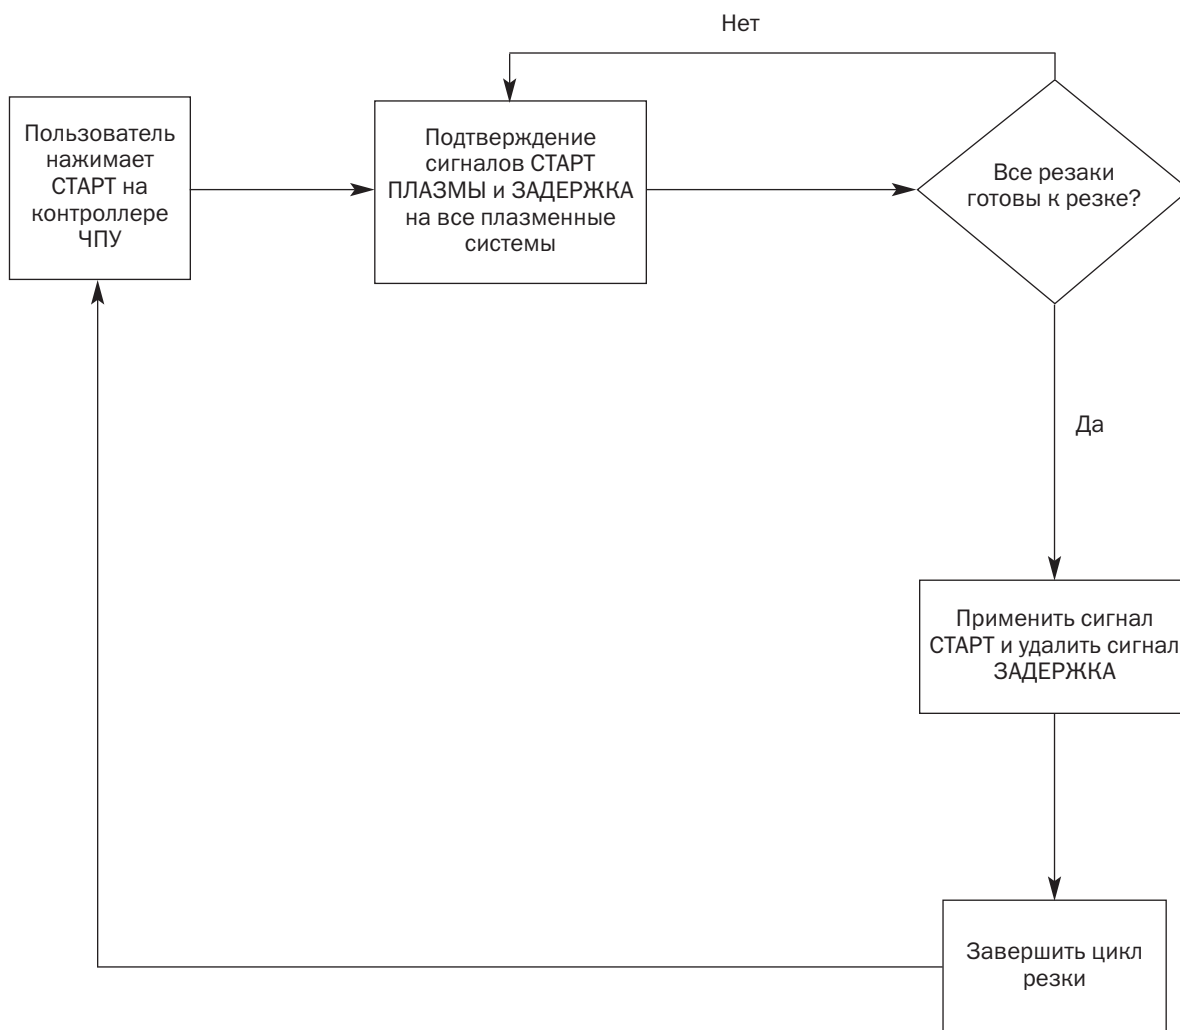 Нет
Пользователь
нажимает
СТАРТ на
контроллере
ЧПУ
Подтверждение
сигналов СТАРТ
ПЛАЗМЫ и ЗАДЕРЖКА
на все плазменные
системы
Все резаки
готовы к резке?
Да
Применить сигнал
СТАРТ и удалить сигнал
ЗАДЕРЖКА
Завершить цикл
резки